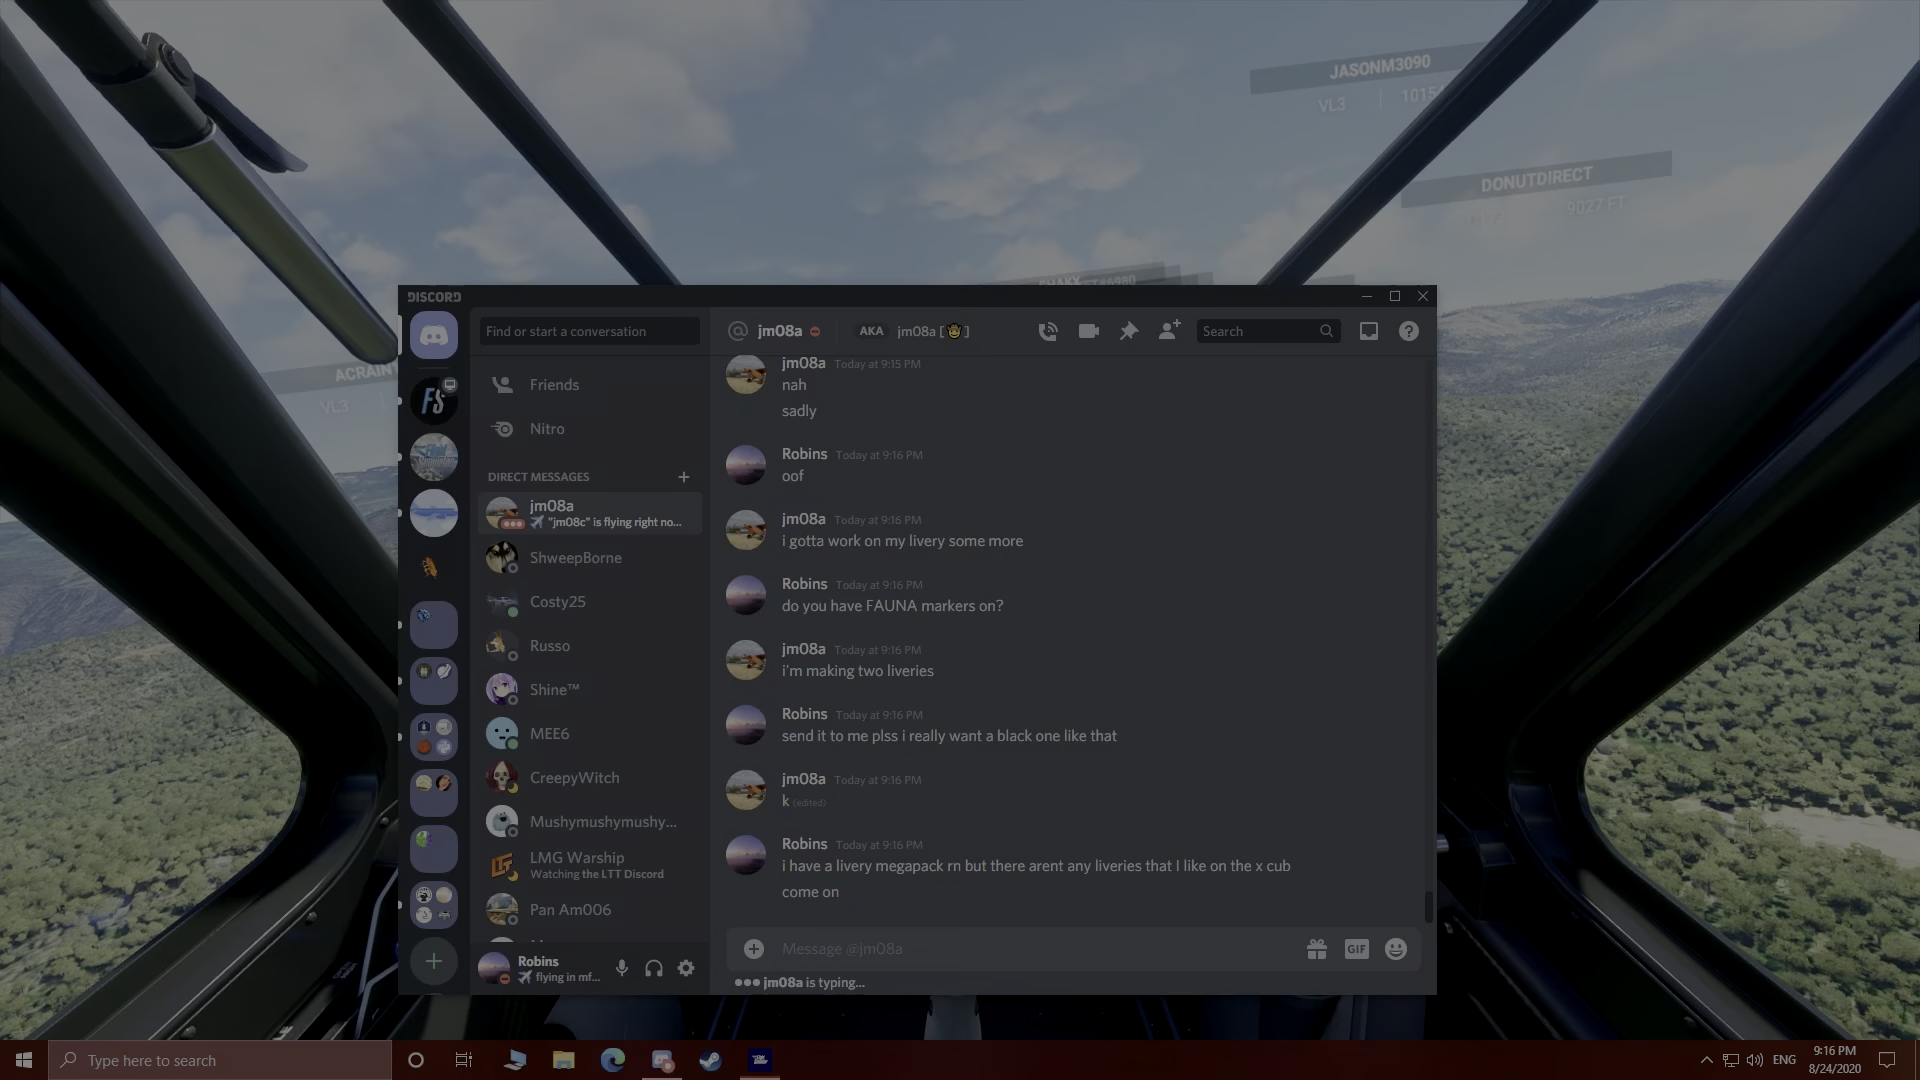 JASONM3090
VL3
DONUTDIRECT
9027 FT
VL3
DISCORD
Find or start a conversation
jm08a
AKA
jm08a [🤠]
Search
Friends
Nitro
DIRECT MESSAGES
jm08a
✈️ "jm08c" is flying right no...
ShweepBorne
Costy25
Russo
Shine™
MEE6
CreepyWitch
Mushymushymushy...
LMG Warship
Watching the LTT Discord
Pan Am006
Robins
✈️ flying in mf...
jm08a Today at 9:15 PM
nah
sadly
Robins Today at 9:16 PM
oof
jm08a Today at 9:16 PM
i gotta work on my livery some more
Robins Today at 9:16 PM
do you have FAUNA markers on?
jm08a Today at 9:16 PM
i'm making two liveries
Robins Today at 9:16 PM
send it to me plss i really want a black one like that
jm08a Today at 9:16 PM
k (edited)
Robins Today at 9:16 PM
i have a livery megapack rn but there arent any liveries that I like on the x cub
come on
Message @jm08a
GIF
jm08a is typing...
Type here to search
ENG
9:16 PM
8/24/2020